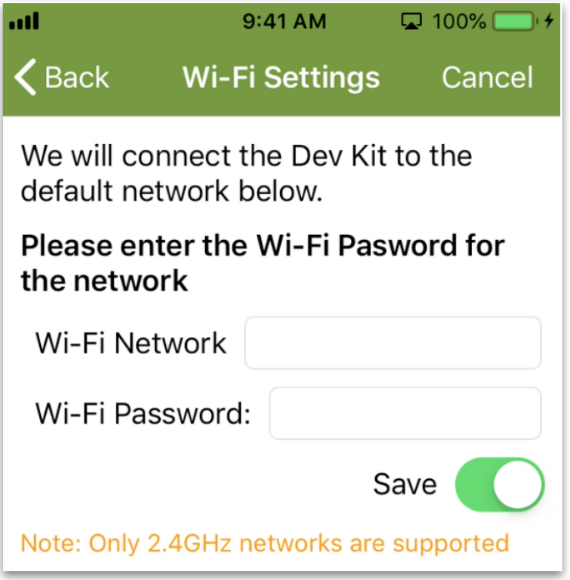 9:41 AM 100%
Back Wi-Fi Settings Cancel
We will connect the Dev Kit to the
default network below.
Please enter the Wi-Fi Pasword for
the network
Wi-Fi Network
Wi-Fi Password:
Save
Note: Only 2.4GHz networks are supported